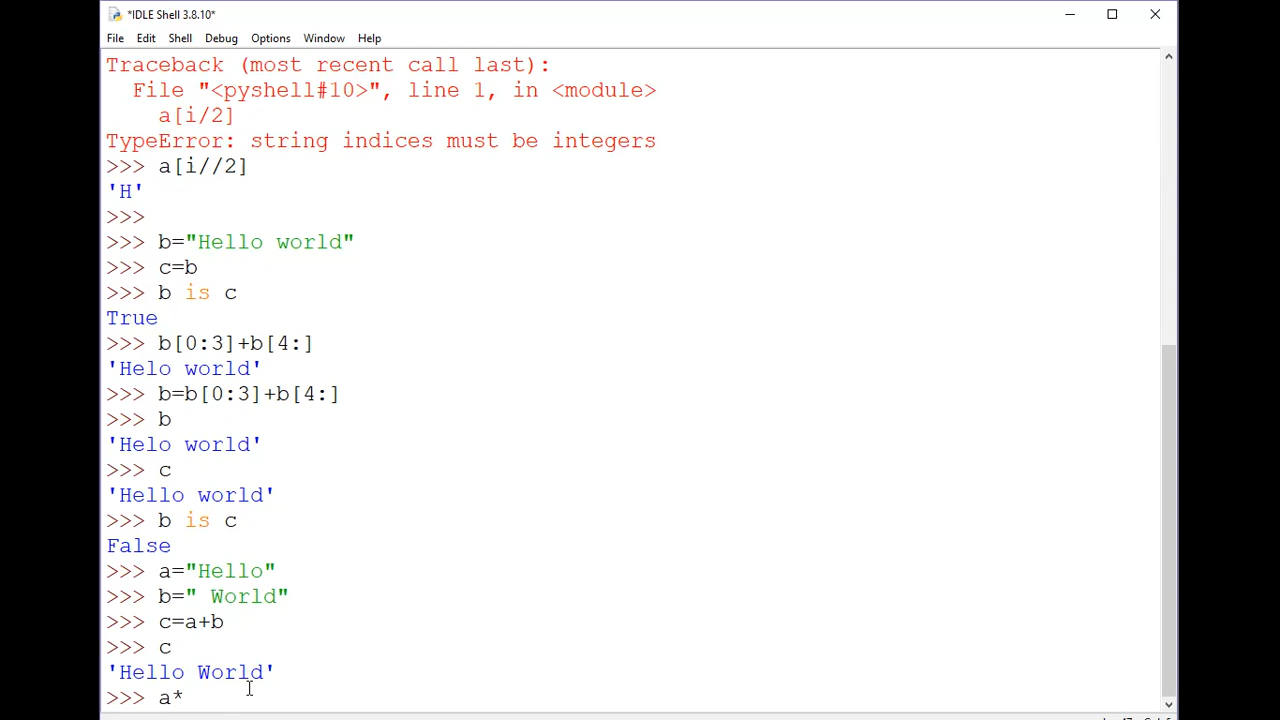 *IDLE Shell 3.8.10*
File Edit Shell Debug Options Window Help
Traceback (most recent call last):
  File "<pyshell#10>", line 1, in <module>
    a[i/2]
TypeError: string indices must be integers
>>> a[i//2]
'H'
>>>
>>> b="Hello world"
>>> c=b
>>> b is c
True
>>> b[0:3]+b[4:]
'Helo world'
>>> b=b[0:3]+b[4:]
>>> b
'Helo world'
>>> c
'Hello world'
>>> b is c
False
>>> a="Hello"
>>> b=" World"
>>> c=a+b
>>> c
'Hello World'
>>> a*